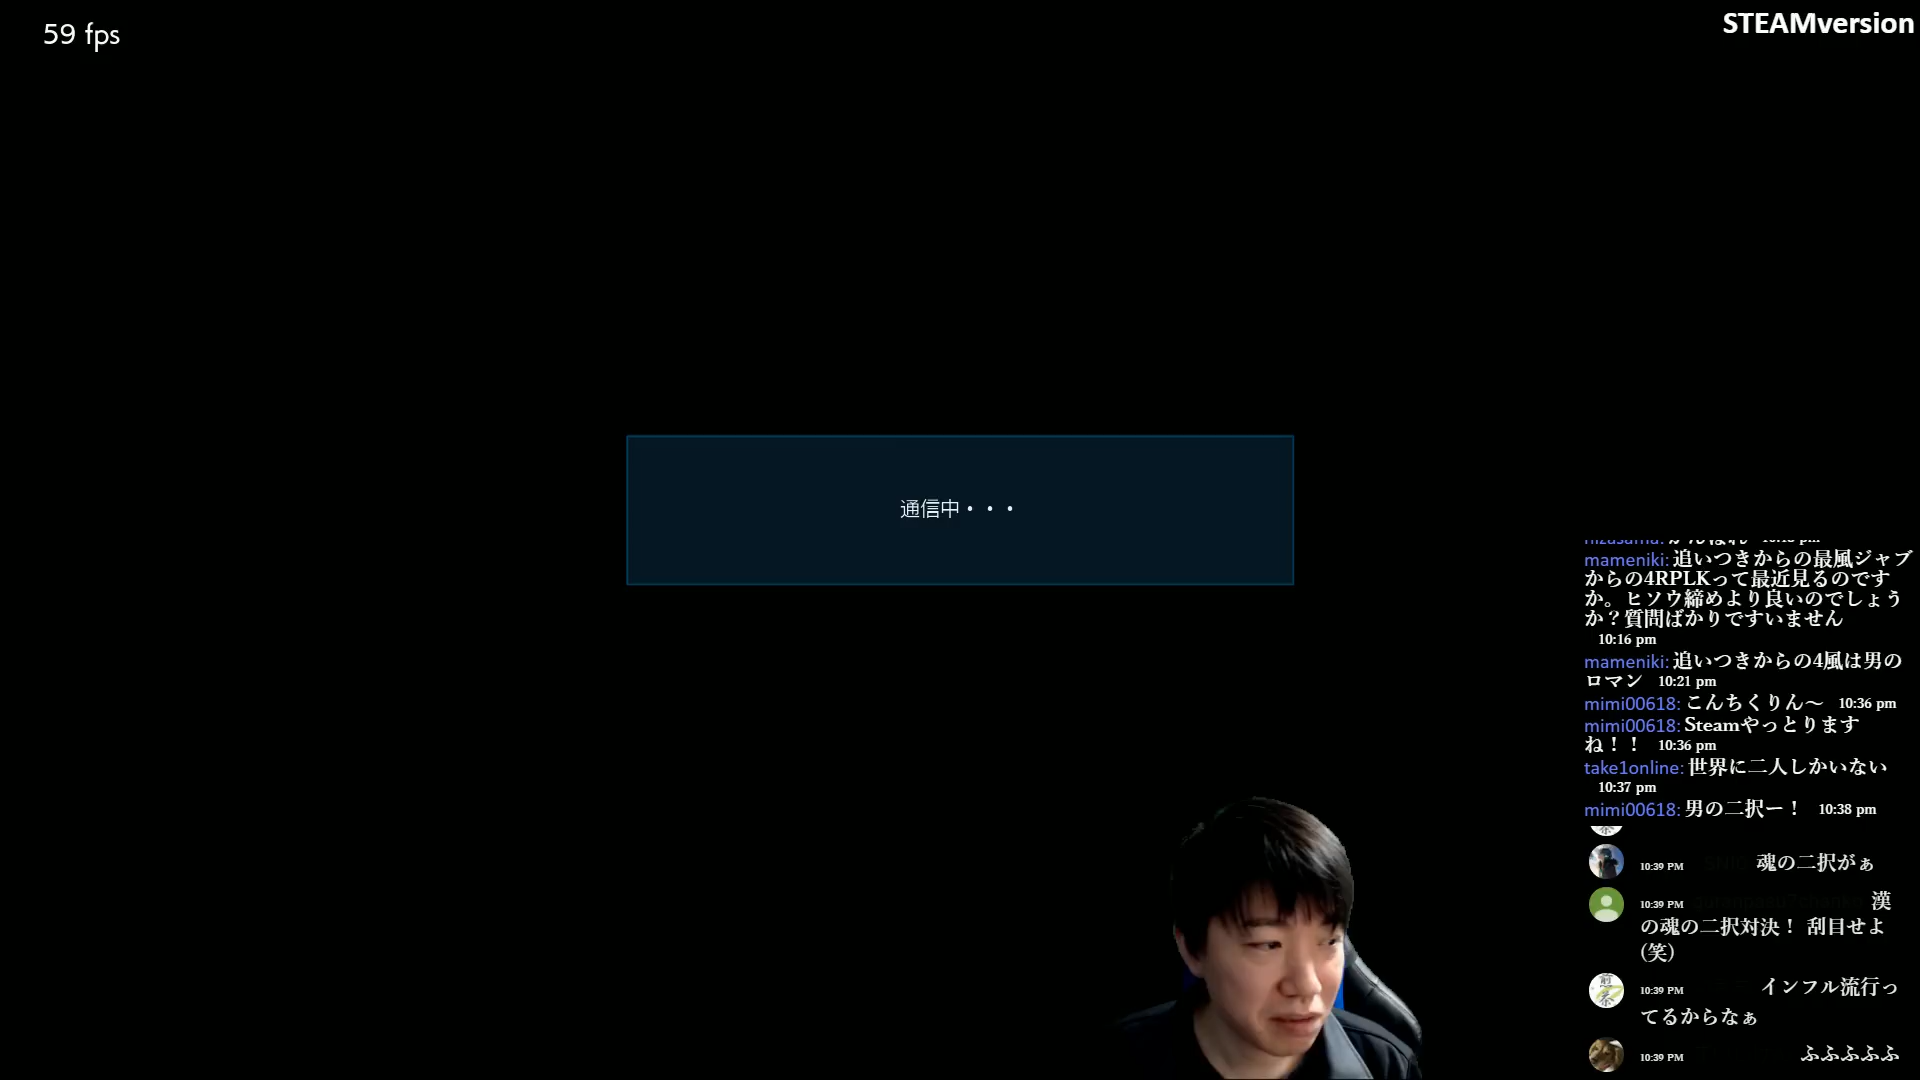 59 fps
STEAMversion
通信中・・・
mameniki: 追いつきからの最風ジャブ
からの4RPLKって最近見るのです
か。ヒソウ締めより良いのでしょう
か？質問ばかりですいません
10:16 pm
mameniki: 追いつきからの4風は男の
ロマン 10:21 pm
mimi00618: こんちくりん～ 10:36 pm
mimi00618: Steamやっとります
ね！！ 10:36 pm
take1online: 世界に二人しかいない
10:37 pm
mimi00618: 男の二択ー！ 10:38 pm
10:39 PM 魂の二択がぁ
10:39 PM 漢
の魂の二択対決！ 刮目せよ
(笑)
10:39 PM インフル流行っ
てるからなぁ
10:39 PM ふふふふふ